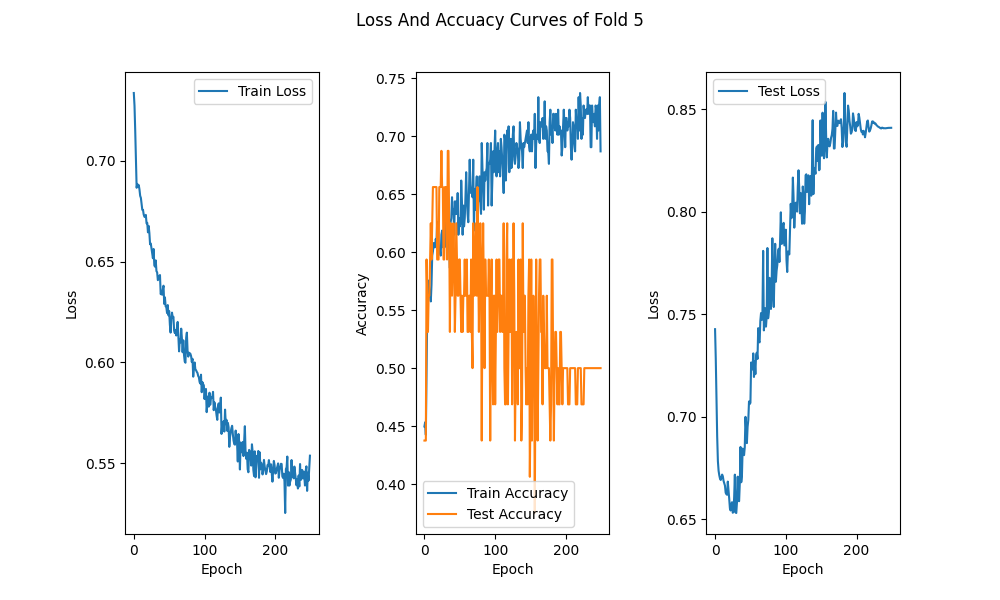 Loss And Accuacy Curves of Fold 5
Train Loss
0.70
0.65
0.60
0.55
Loss
0 100 200
Epoch
0.75
0.70
0.65
0.60
0.55
0.50
0.45
0.40
Accuracy
Train Accuracy
Test Accuracy
0 100 200
Epoch
Test Loss
0.85
0.80
0.75
0.70
0.65
Loss
0 100 200
Epoch